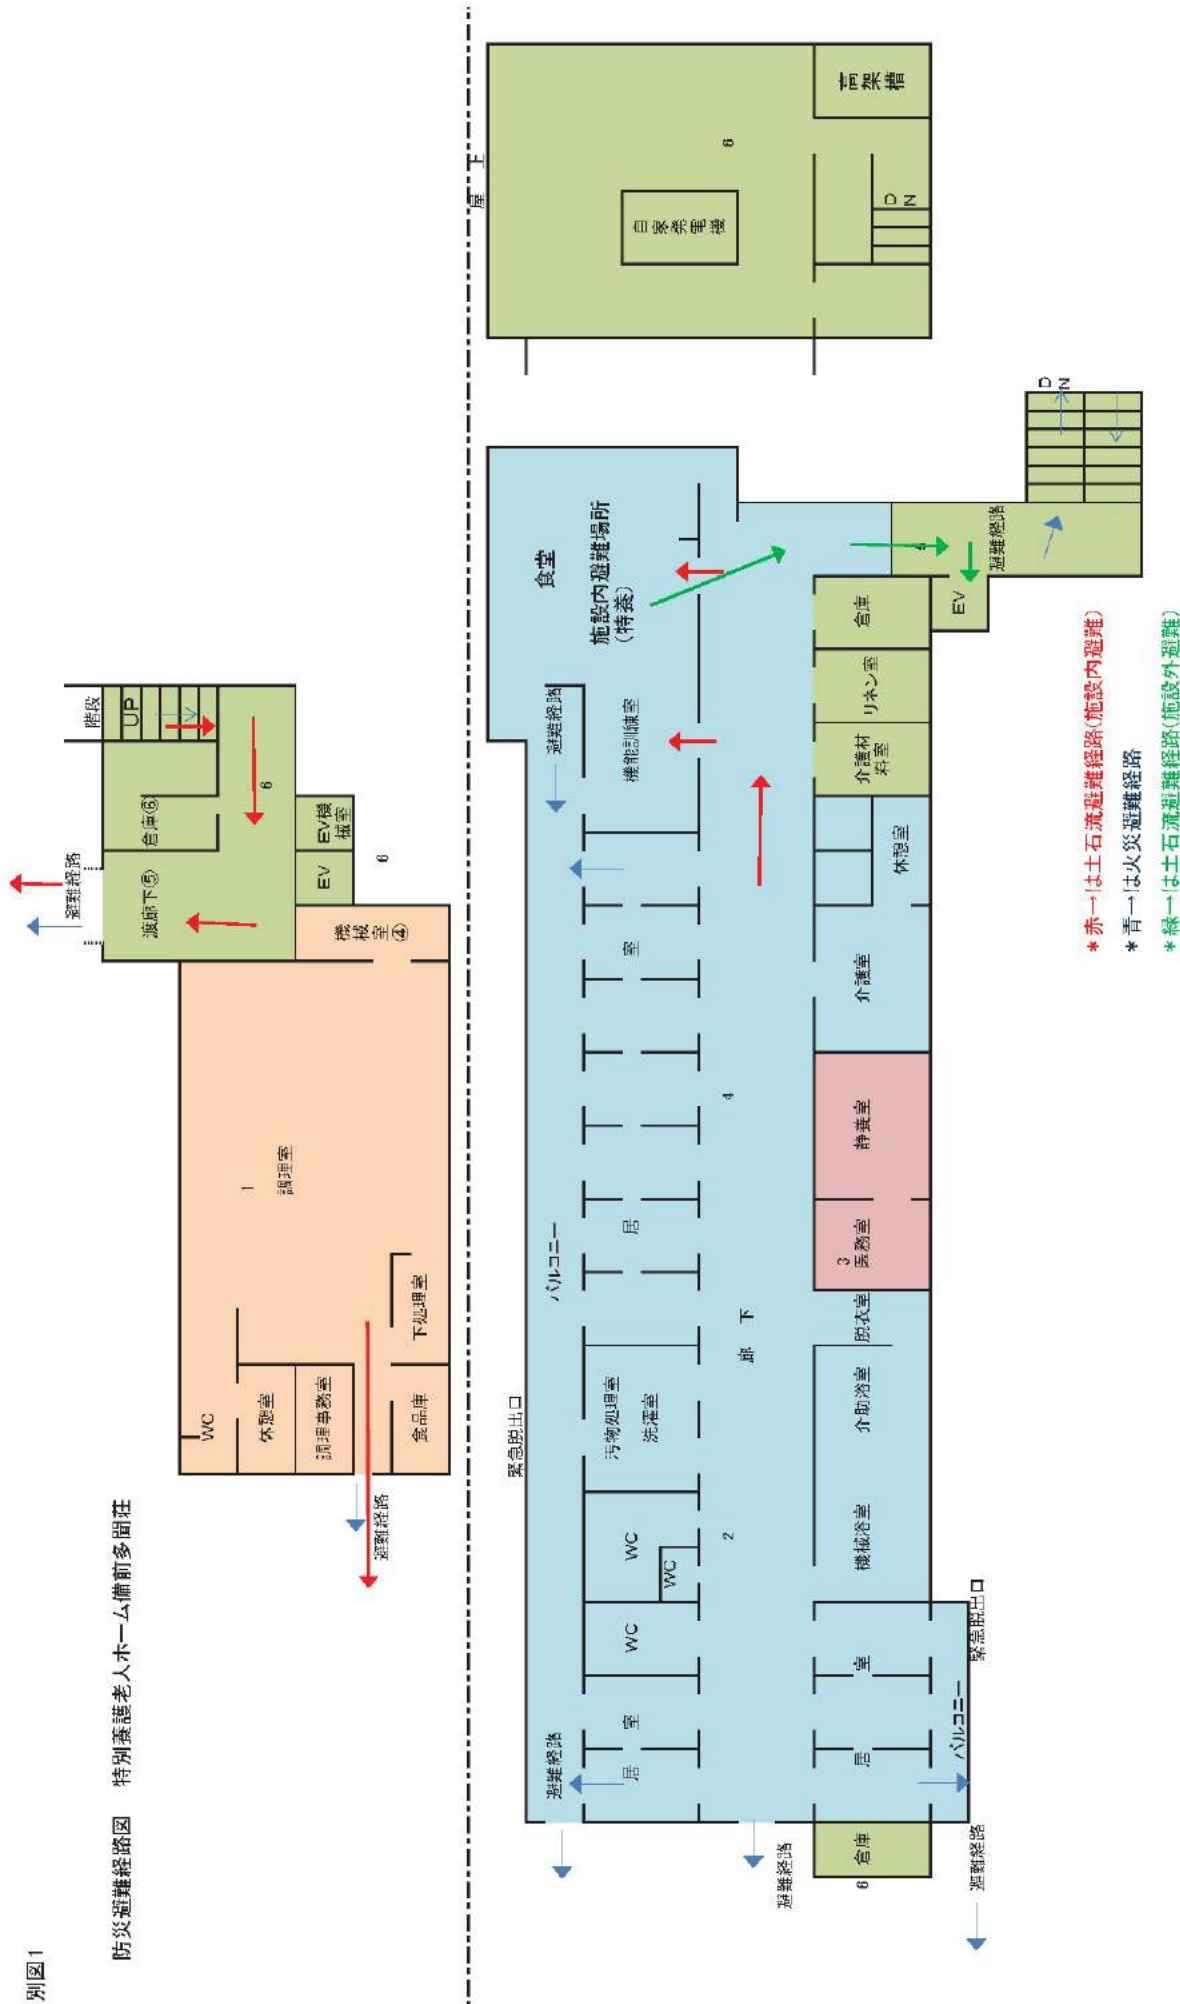 別図1
防災避難経路図　特別養護老人ホーム備前多聞荘
WC
休憩室
調理事務室
食品庫
下処理室
避難経路
1
調理室
機械室④
渡廊下⑤
避難経路
倉庫⑥
階段
UP
6
EV
EV機械室
6
屋上
自家発電機
6
高架槽
DN
緊急脱出口
バルコニー
避難経路
居室
WC
WC
WC
汚物処理室
洗濯室
居室
機能訓練室
避難経路
食堂
施設内避難場所
(特養)
2
廊下
4
避難経路
倉庫
6
居室
バルコニー
緊急脱出口
避難経路
機械浴室
介助浴室
脱衣室
3
医務室
静養室
介護室
休憩室
介護材料室
リネン室
倉庫
EV
5
避難経路
DN
*赤→は土石流避難経路(施設内避難)
*青→は火災避難経路
*緑→は土石流避難経路(施設外避難)